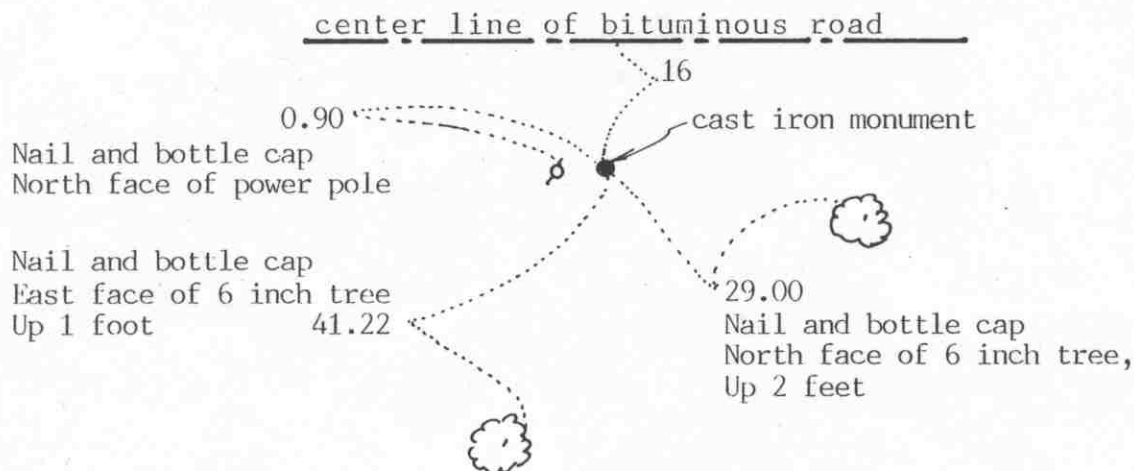 center line of bituminous road
16
0.90
cast iron monument
Nail and bottle cap
North face of power pole
Nail and bottle cap
East face of 6 inch tree
Up 1 foot 41.22
29.00
Nail and bottle cap
North face of 6 inch tree,
Up 2 feet